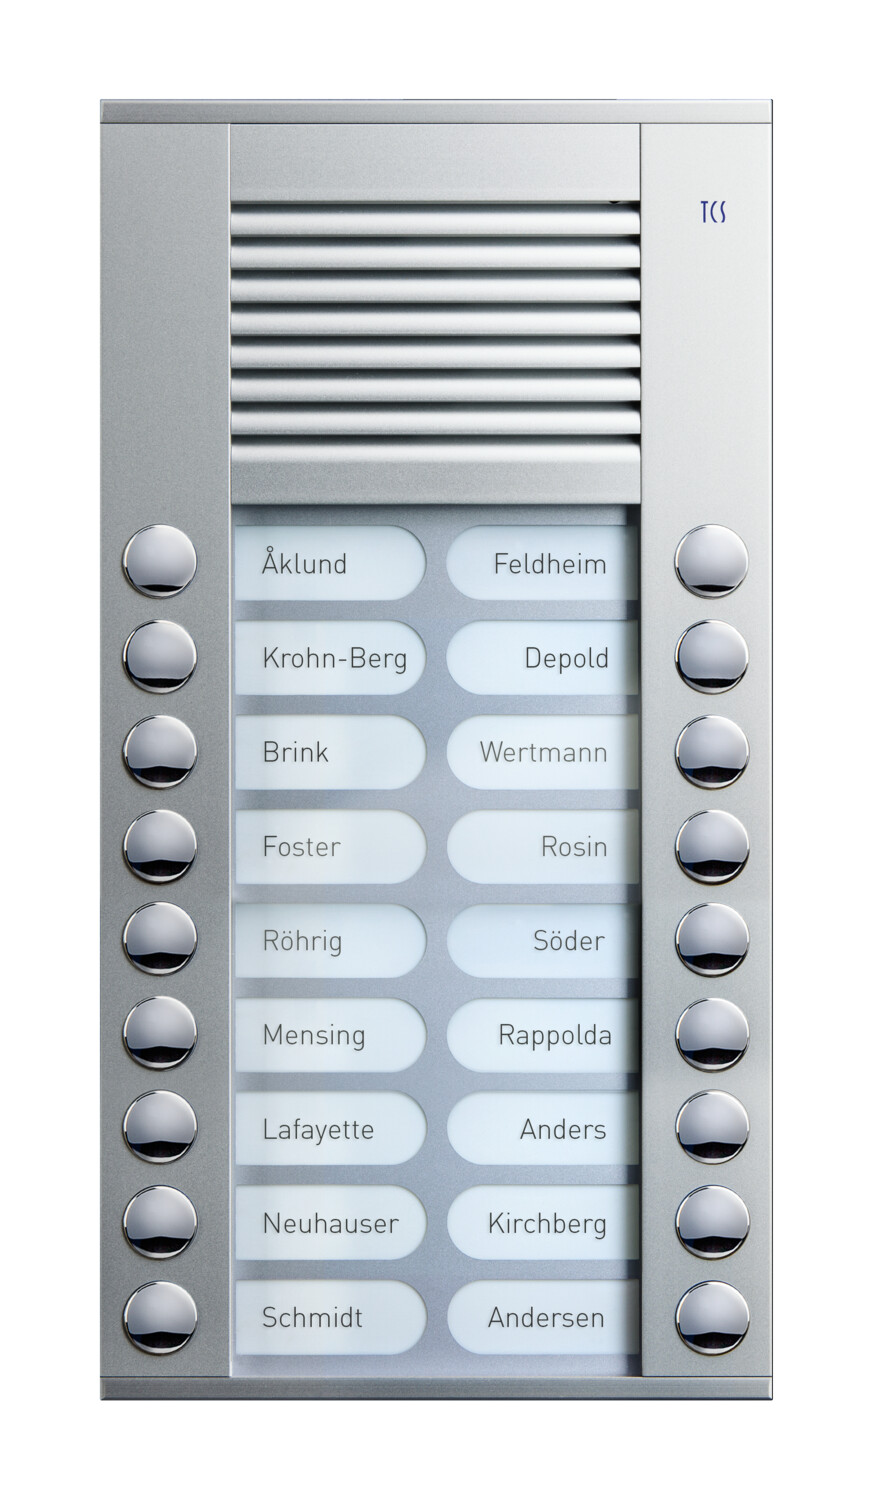 TCS
Åklund Feldheim
Krohn-Berg Depold
Brink Wertmann
Foster Rosin
Röhrig Söder
Mensing Rappolda
Lafayette Anders
Neuhauser Kirchberg
Schmidt Andersen